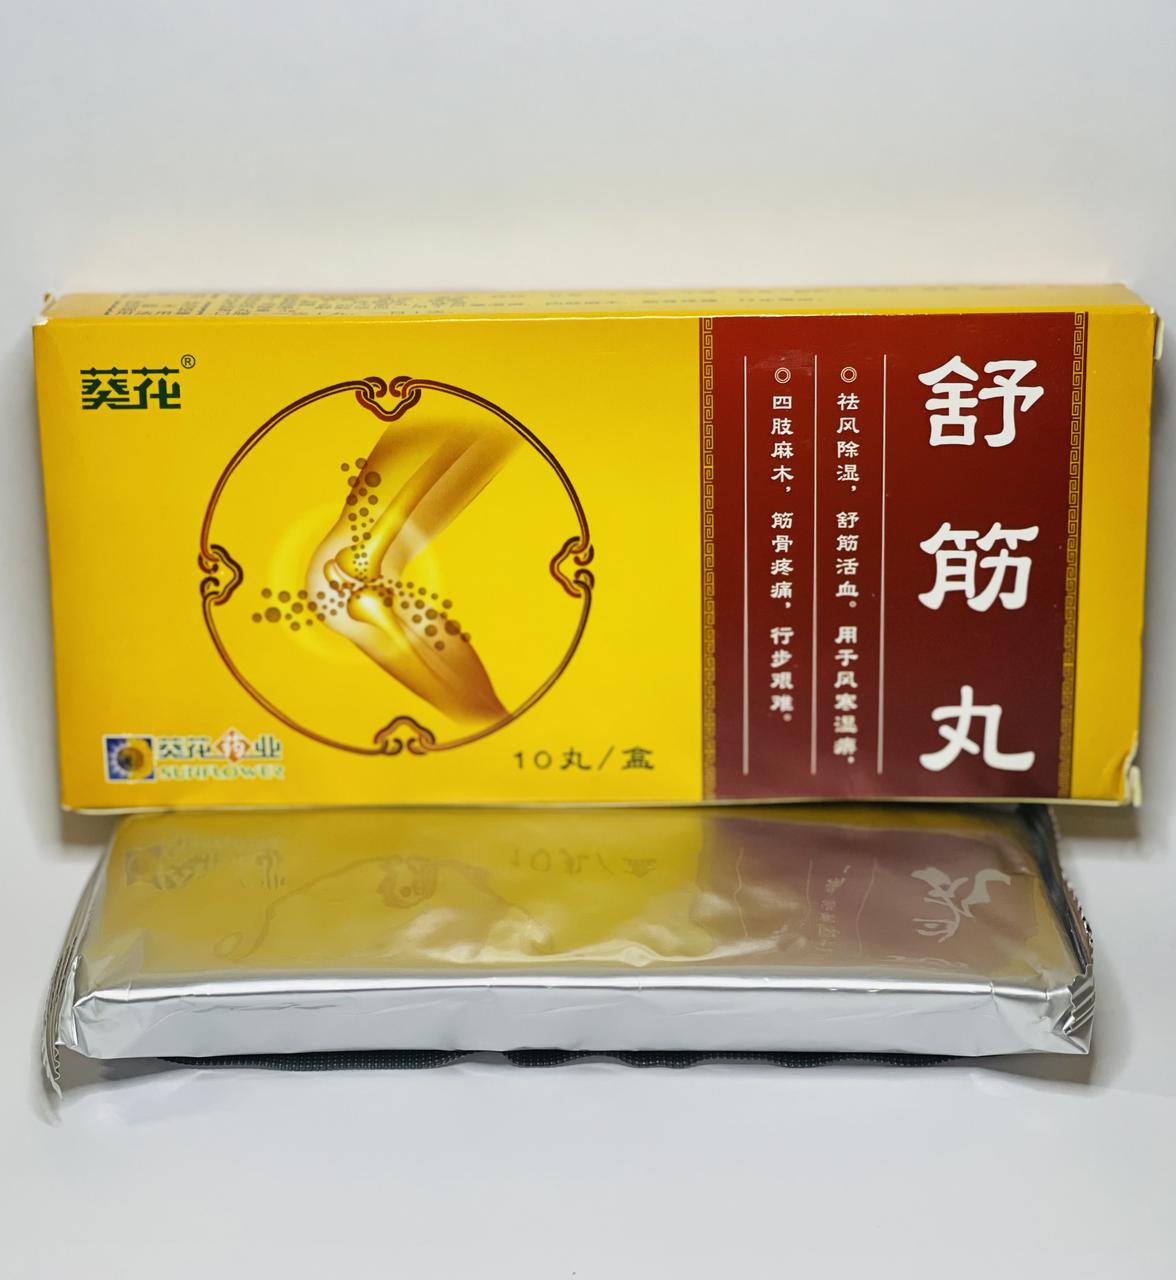 葵花®
舒筋丸
◎祛风除湿，舒筋活血。用于风寒湿痹，
◎四肢麻木，筋骨疼痛，行步艰难。
10丸/盒
葵花药业
SUNFLOWER